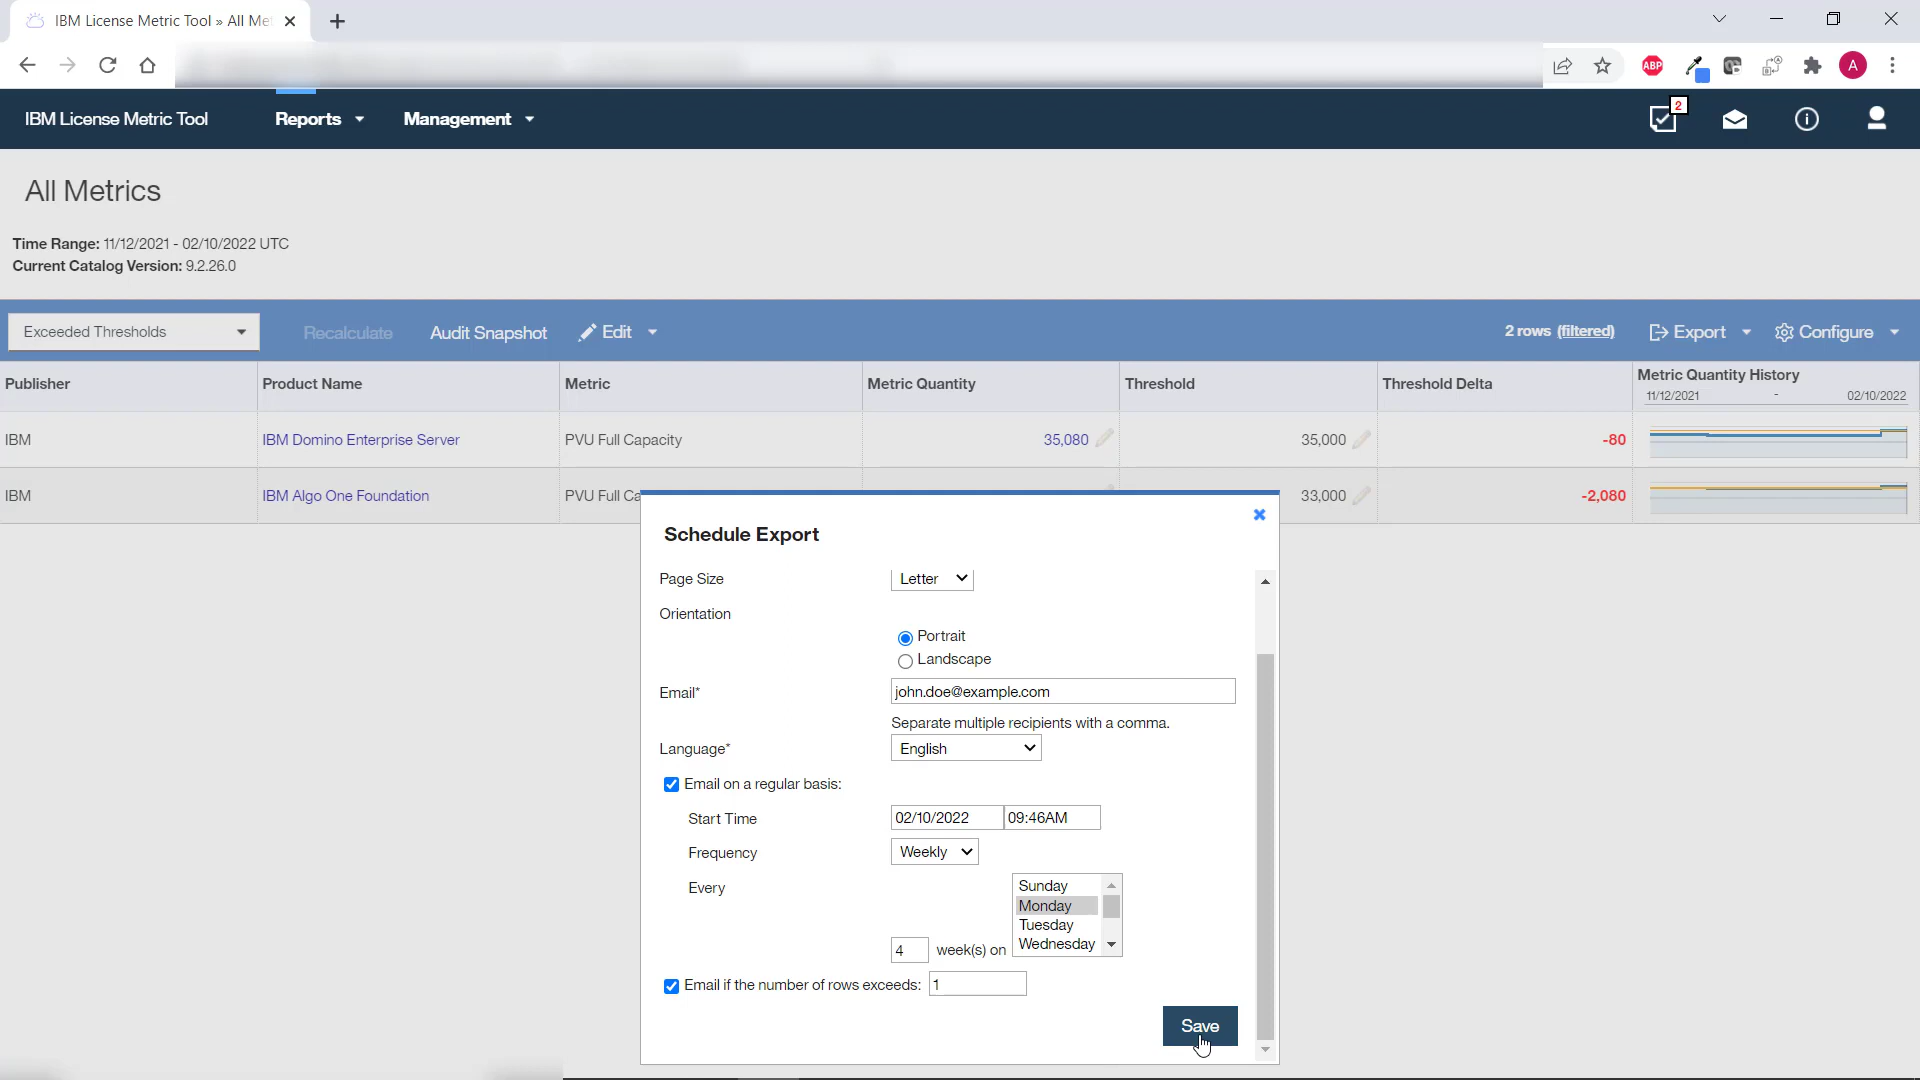 IBM License Metric Tool » All Met
ABP
A
IBM License Metric Tool
Reports
Management
2
All Metrics
Time Range: 11/12/2021 - 02/10/2022 UTC
Current Catalog Version: 9.2.26.0
Exceeded Thresholds
Recalculate
Audit Snapshot
Edit
2 rows (filtered)
Export
Configure
Publisher
Product Name
Metric
Metric Quantity
Threshold
Threshold Delta
Metric Quantity History
11/12/2021 - 02/10/2022
IBM
IBM Domino Enterprise Server
PVU Full Capacity
35,080
35,000
-80
IBM
IBM Algo One Foundation
PVU Full Ca
33,000
-2,080
Schedule Export
Page Size
Letter
Orientation
Portrait
Landscape
Email*
john.doe@example.com
Separate multiple recipients with a comma.
Language*
English
Email on a regular basis:
Start Time
02/10/2022
09:46AM
Frequency
Weekly
Every
Sunday
Monday
Tuesday
Wednesday
4 week(s) on
Email if the number of rows exceeds: 1
Save